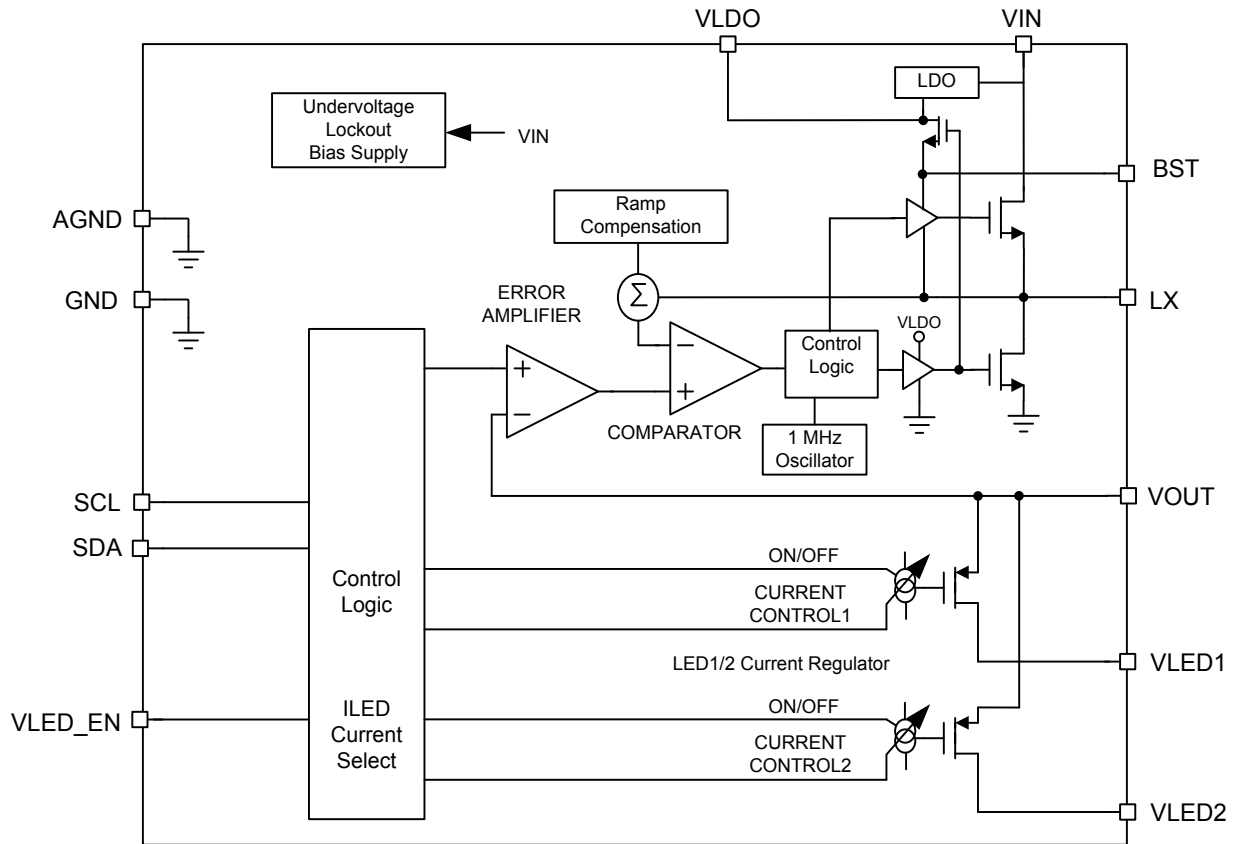 VLDO
VIN
LDO
Undervoltage
Lockout
Bias Supply
VIN
BST
Ramp
Compensation
AGND
GND
ERROR
AMPLIFIER
Σ
LX
VLDO
−
+
Control
Logic
+
−
COMPARATOR
1 MHz
Oscillator
SCL
VOUT
SDA
ON/OFF
Control
Logic
CURRENT
CONTROL1
LED1/2 Current Regulator
VLED1
VLED_EN
ILED
Current
Select
ON/OFF
CURRENT
CONTROL2
VLED2